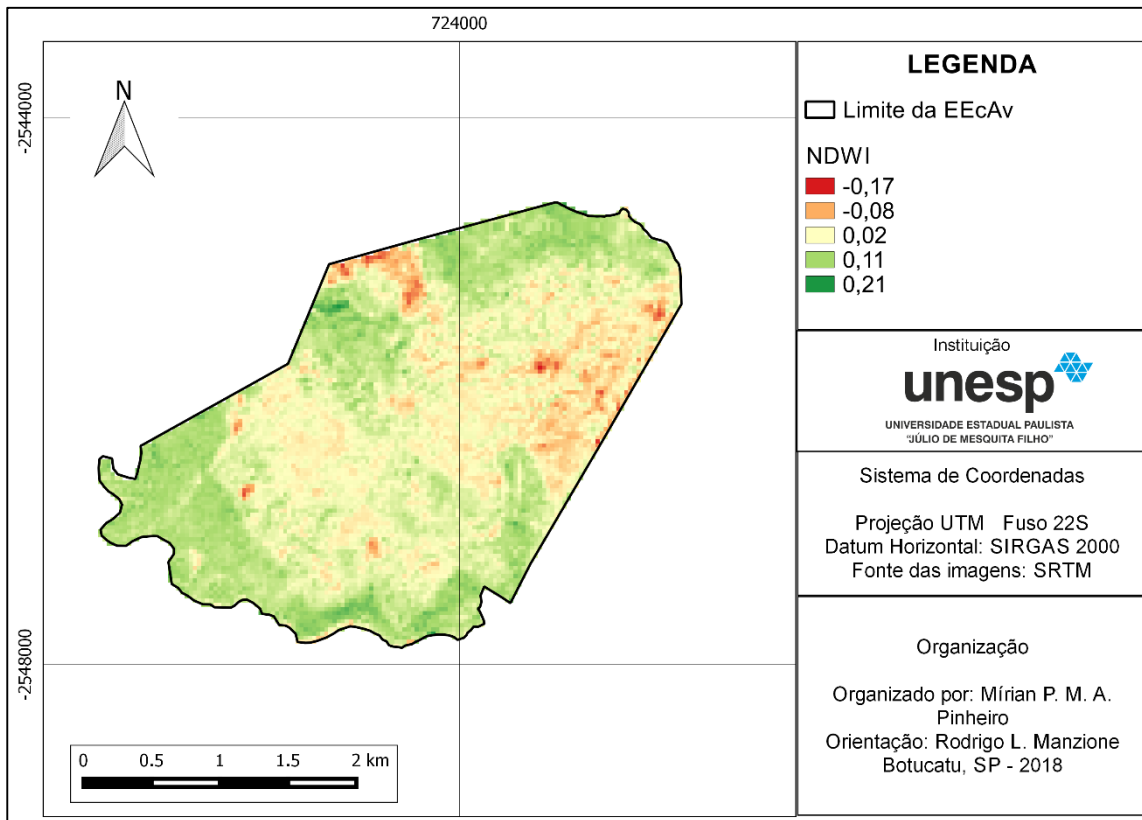 724000
-2544000
-2548000
N
0 0.5 1 1.5 2 km
LEGENDA
Limite da EEcAv
NDWI
-0,17
-0,08
0,02
0,11
0,21
Instituição
unesp
UNIVERSIDADE ESTADUAL PAULISTA
"JÚLIO DE MESQUITA FILHO"
Sistema de Coordenadas
Projeção UTM Fuso 22S
Datum Horizontal: SIRGAS 2000
Fonte das imagens: SRTM
Organização
Organizado por: Mírian P. M. A.
Pinheiro
Orientação: Rodrigo L. Manzione
Botucatu, SP - 2018